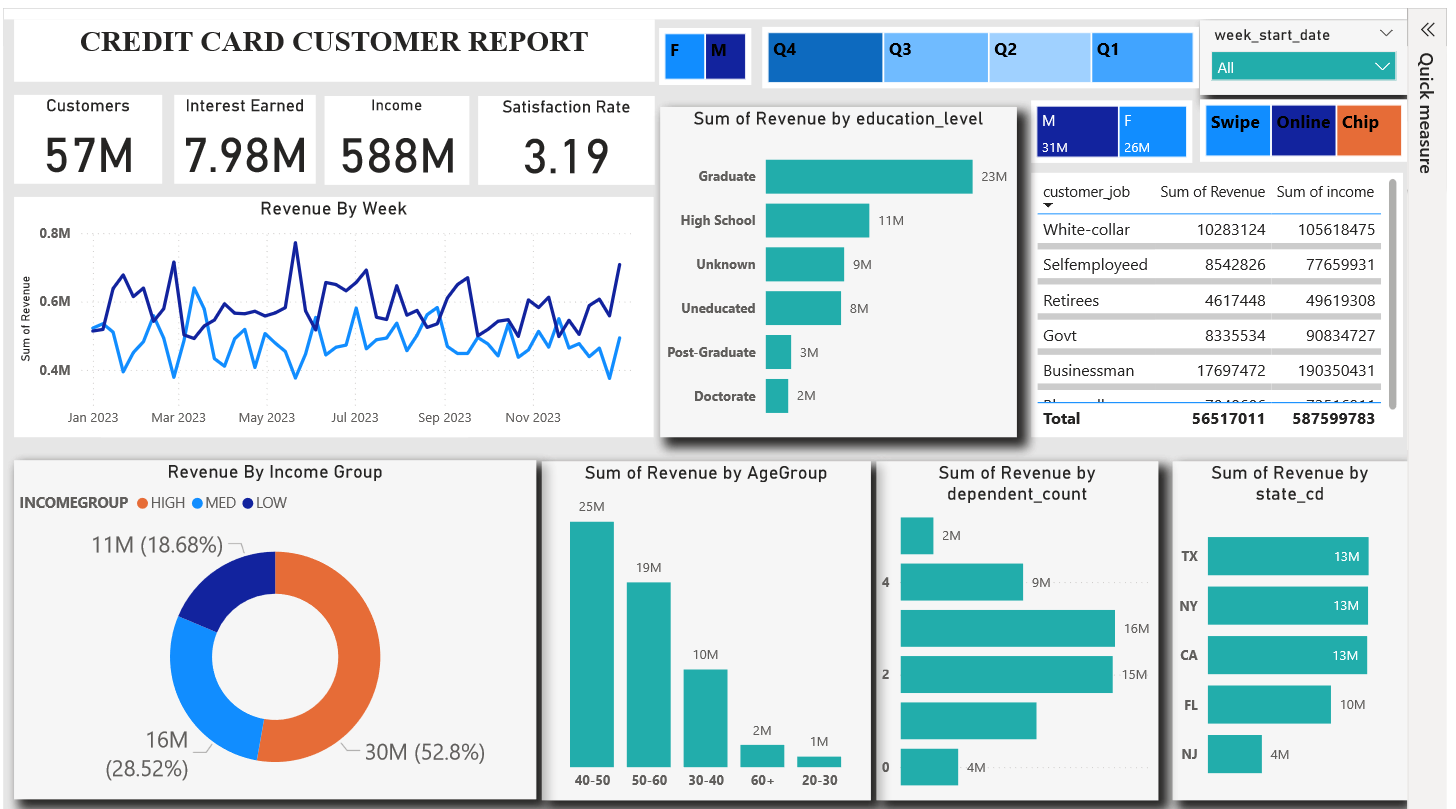 CREDIT CARD CUSTOMER REPORT
F
M
Q4
Q3
Q2
Q1
week_start_date
All
Quick measure
Customers
57M
Interest Earned
7.98M
Income
588M
Satisfaction Rate
3.19
Revenue By Week
Sum of Revenue
0.8M
0.6M
0.4M
Jan 2023
Mar 2023
May 2023
Jul 2023
Sep 2023
Nov 2023
Sum of Revenue by education_level
Graduate 23M
High School 11M
Unknown 9M
Uneducated 8M
Post-Graduate 3M
Doctorate 2M
M
31M
F
26M
Swipe
Online
Chip
customer_job Sum of Revenue Sum of income
White-collar 10283124 105618475
Selfemployeed 8542826 77659931
Retirees 4617448 49619308
Govt 8335534 90834727
Businessman 17697472 190350431
Total 56517011 587599783
Revenue By Income Group
INCOMEGROUP HIGH MED LOW
11M (18.68%)
16M
(28.52%)
30M (52.8%)
Sum of Revenue by AgeGroup
25M
19M
10M
2M
1M
40-50
50-60
30-40
60+
20-30
Sum of Revenue by
dependent_count
2M
4 9M
16M
2 15M
0 4M
Sum of Revenue by
state_cd
TX 13M
NY 13M
CA 13M
FL 10M
NJ 4M